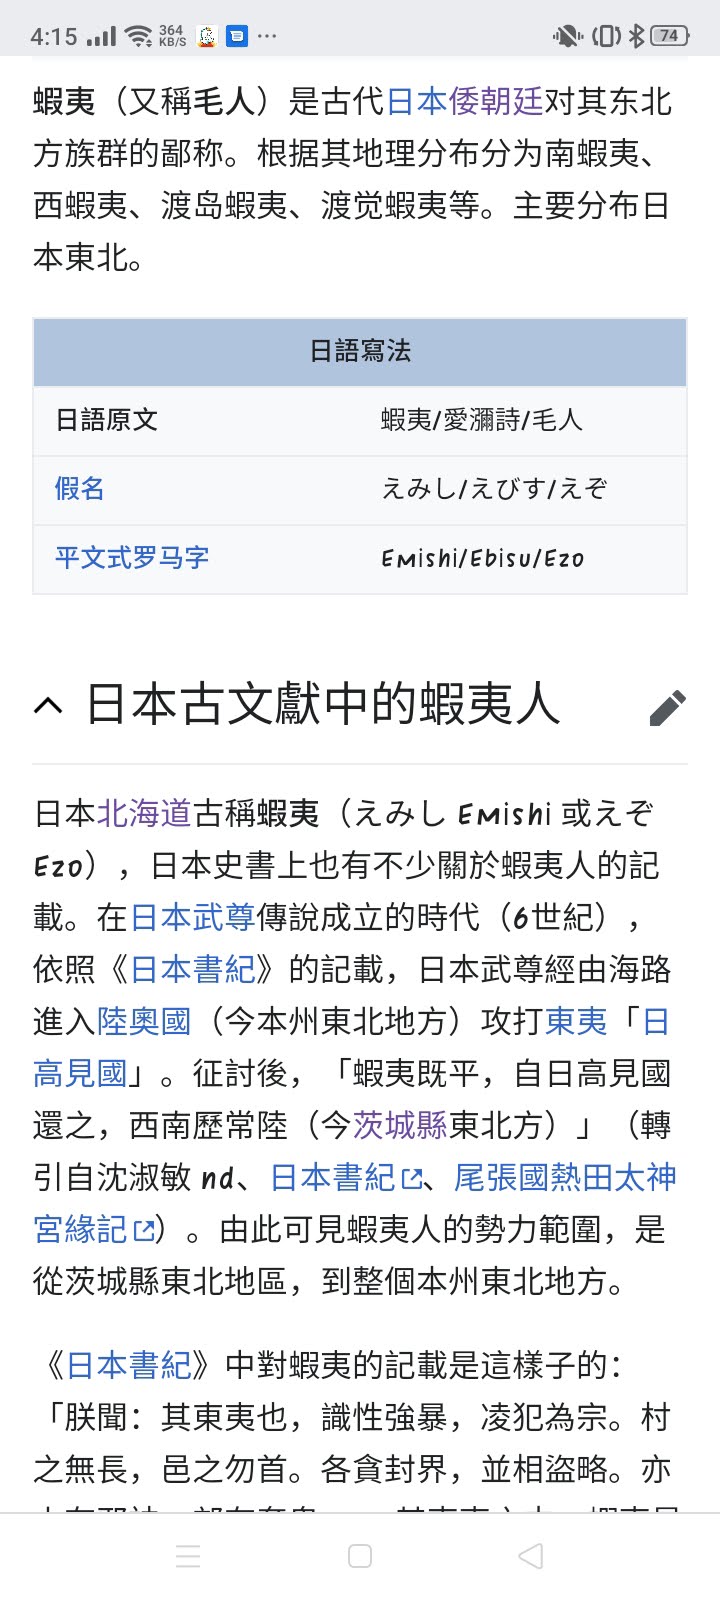 4:15 364 KB/S 74
蝦夷（又稱毛人）是古代日本倭朝廷对其东北
方族群的鄙称。根据其地理分布分为南蝦夷、
西蝦夷、渡岛蝦夷、渡觉蝦夷等。主要分布日
本東北。
日語寫法
日語原文 蝦夷/愛瀰詩/毛人
假名 えみし/えびす/えぞ
平文式罗马字 Emishi/Ebisu/Ezo
日本古文獻中的蝦夷人
日本北海道古稱蝦夷（えみし Emishi 或えぞ
Ezo），日本史書上也有不少關於蝦夷人的記
載。在日本武尊傳說成立的時代（6世紀），
依照《日本書紀》的記載，日本武尊經由海路
進入陸奧國（今本州東北地方）攻打東夷「日
高見國」。征討後，「蝦夷既平，自日高見國
還之，西南歷常陸（今茨城縣東北方）」（轉
引自沈淑敏 nd、日本書紀、尾張國熱田太神
宮緣記）。由此可見蝦夷人的勢力範圍，是
從茨城縣東北地區，到整個本州東北地方。
《日本書紀》中對蝦夷的記載是這樣子的：
「朕聞：其東夷也，識性強暴，凌犯為宗。村
之無長，邑之勿首。各貪封界，並相盜略。亦